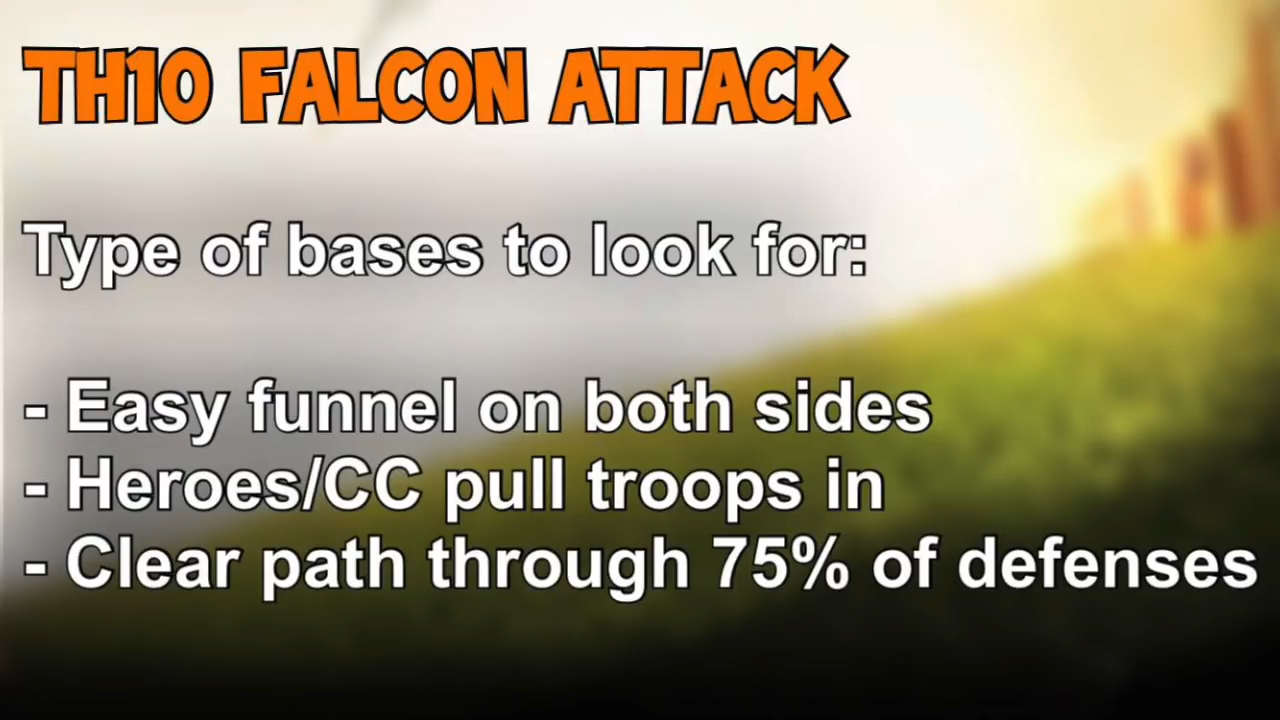 TH10 FALCON ATTACK
Type of bases to look for:
- Easy funnel on both sides
- Heroes/CC pull troops in
- Clear path through 75% of defenses